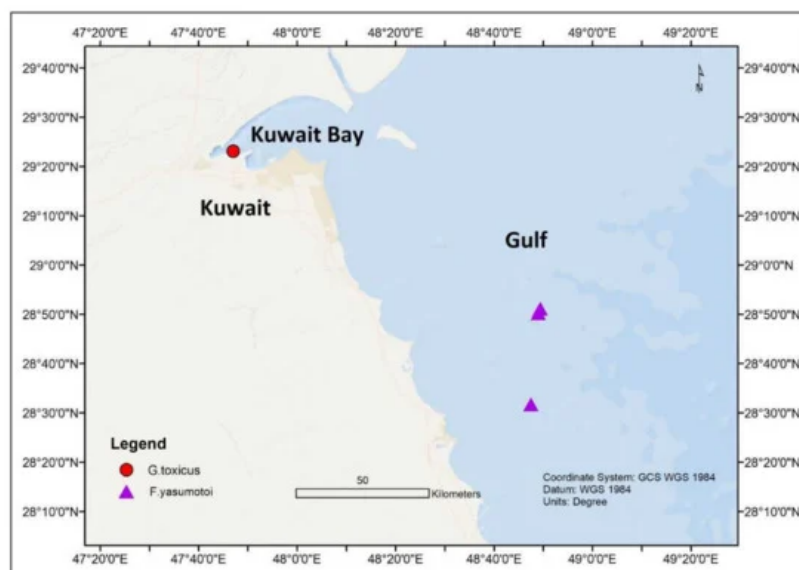 47°20'0"E 47°40'0"E 48°0'0"E 48°20'0"E 48°40'0"E 49°0'0"E 49°20'0"E
29°40'0"N 29°40'0"N
N
29°30'0"N 29°30'0"N
Kuwait Bay
29°20'0"N 29°20'0"N
Kuwait
29°10'0"N 29°10'0"N
Gulf
29°0'0"N 29°0'0"N
28°50'0"N 28°50'0"N
28°40'0"N 28°40'0"N
28°30'0"N 28°30'0"N
Legend
G.toxicus
F.yasumotoi
28°20'0"N 28°20'0"N
50
Kilometers
Coordinate System: GCS WGS 1984
Datum: WGS 1984
Units: Degree
28°10'0"N 28°10'0"N
47°20'0"E 47°40'0"E 48°0'0"E 48°20'0"E 48°40'0"E 49°0'0"E 49°20'0"E